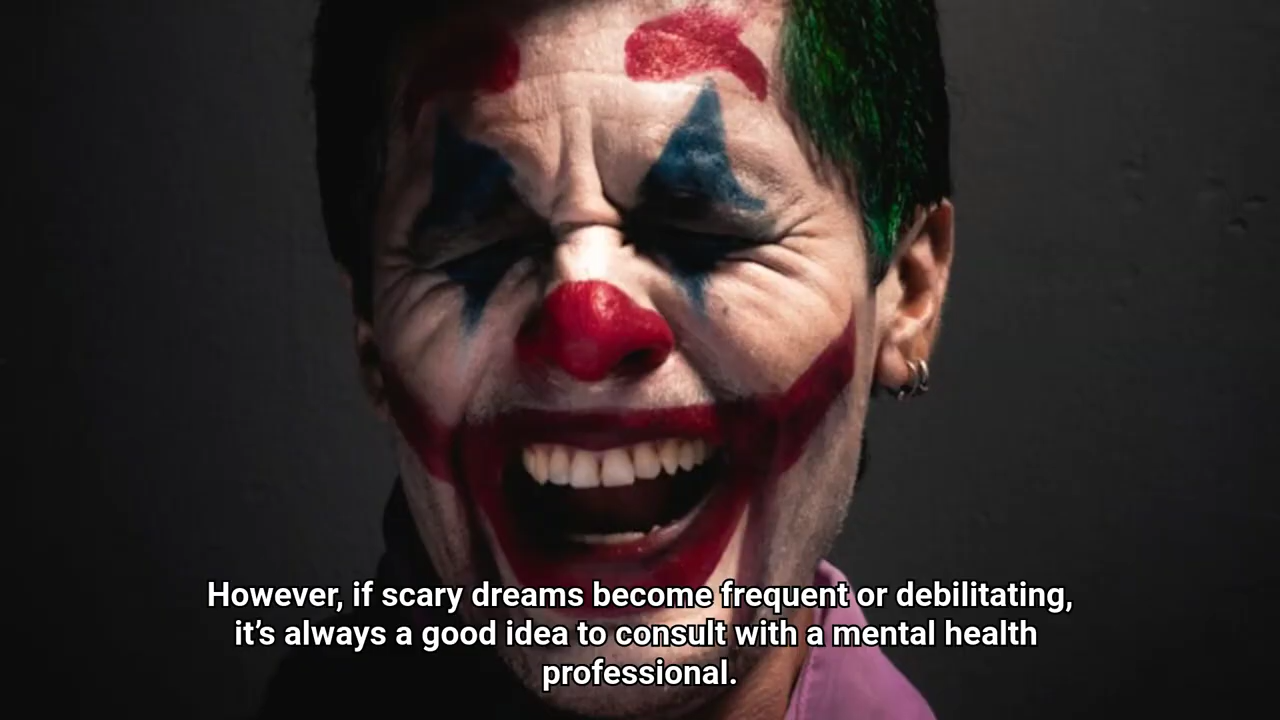 However, if scary dreams become frequent or debilitating,
it’s always a good idea to consult with a mental health
professional.